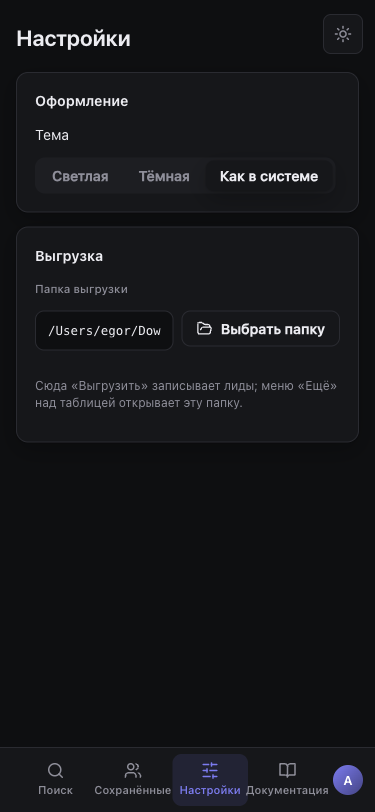 Настройки
Оформление
Тема
Светлая
Тёмная
Как в системе
Выгрузка
Папка выгрузки
/Users/egor/Dow
Выбрать папку
Сюда «Выгрузить» записывает лиды; меню «Ещё»
над таблицей открывает эту папку.
Поиск
Сохранённые
Настройки
Документация
A